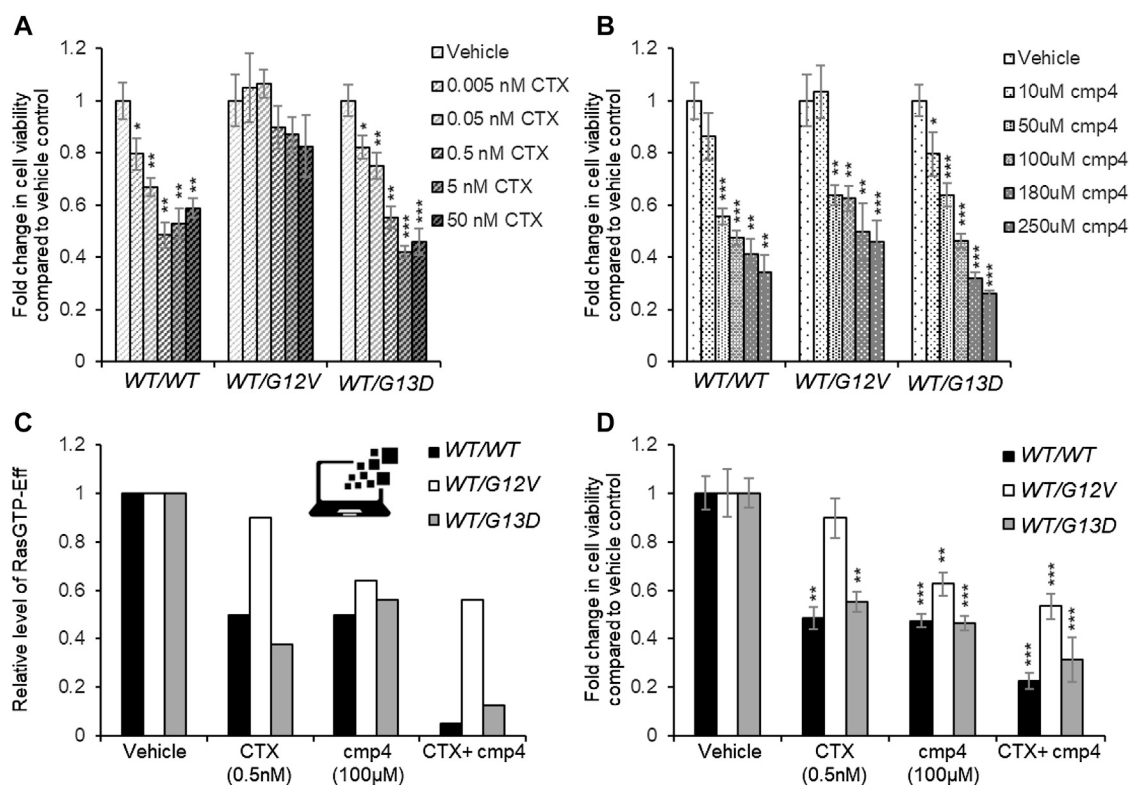 A
Fold change in cell viability
compared to vehicle control
1.2
1
0.8
0.6
0.4
0.2
0
*
**
**
**
**
*
**
**
***
***
WT/WT
WT/G12V
WT/G13D
Vehicle
0.005 nM CTX
0.05 nM CTX
0.5 nM CTX
5 nM CTX
50 nM CTX
B
Fold change in cell viability
compared to vehicle control
1.2
1
0.8
0.6
0.4
0.2
0
***
***
**
**
**
**
**
***
*
***
***
***
***
WT/WT
WT/G12V
WT/G13D
Vehicle
10uM cmp4
50uM cmp4
100uM cmp4
180uM cmp4
250uM cmp4
C
Relative level of RasGTP-Eff
1.2
1
0.8
0.6
0.4
0.2
0
WT/WT
WT/G12V
WT/G13D
Vehicle
CTX
(0.5nM)
cmp4
(100µM)
CTX+ cmp4
D
Fold change in cell viability
compared to vehicle control
1.2
1
0.8
0.6
0.4
0.2
0
**
**
***
**
***
***
***
***
WT/WT
WT/G12V
WT/G13D
Vehicle
CTX
(0.5nM)
cmp4
(100µM)
CTX+ cmp4